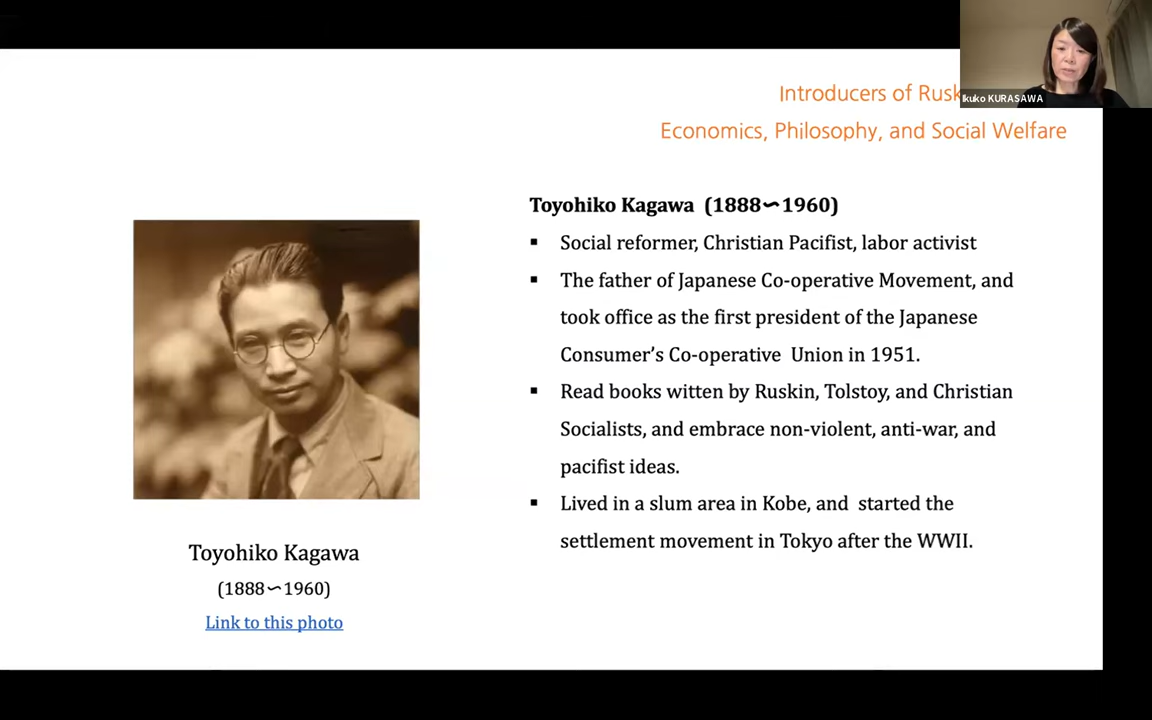 Introducers of Rusk
Economics, Philosophy, and Social Welfare
Ikuko KURASAWA
Toyohiko Kagawa (1888〜1960)
▪ Social reformer, Christian Pacifist, labor activist
▪ The father of Japanese Co-operative Movement, and
took office as the first president of the Japanese
Consumer’s Co-operative Union in 1951.
▪ Read books witten by Ruskin, Tolstoy, and Christian
Socialists, and embrace non-violent, anti-war, and
pacifist ideas.
▪ Lived in a slum area in Kobe, and started the
settlement movement in Tokyo after the WWII.
Toyohiko Kagawa
(1888〜1960)
Link to this photo